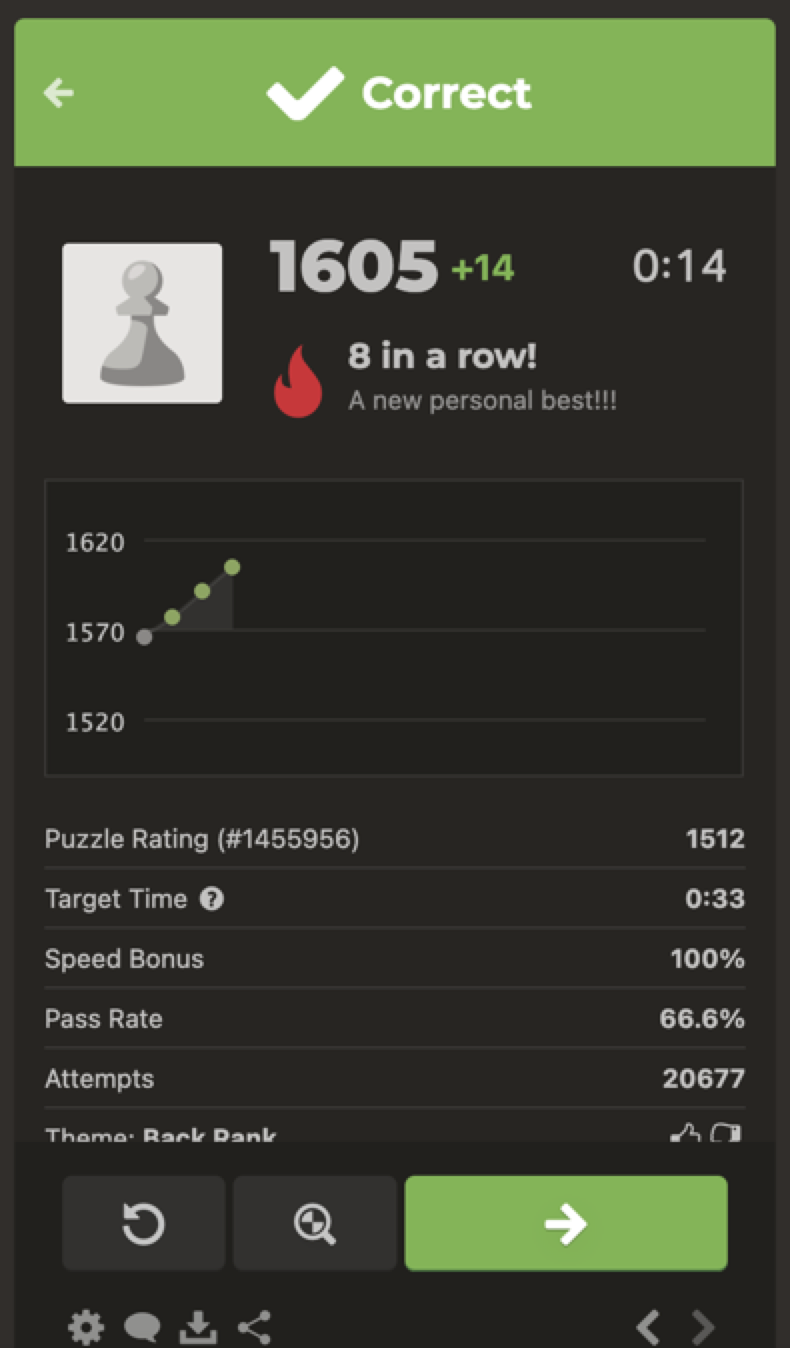 Correct
1605 +14 0:14
8 in a row!
A new personal best!!!
1620
1570
1520
Puzzle Rating (#1455956) 1512
Target Time ? 0:33
Speed Bonus 100%
Pass Rate 66.6%
Attempts 20677
Theme: Back Rank